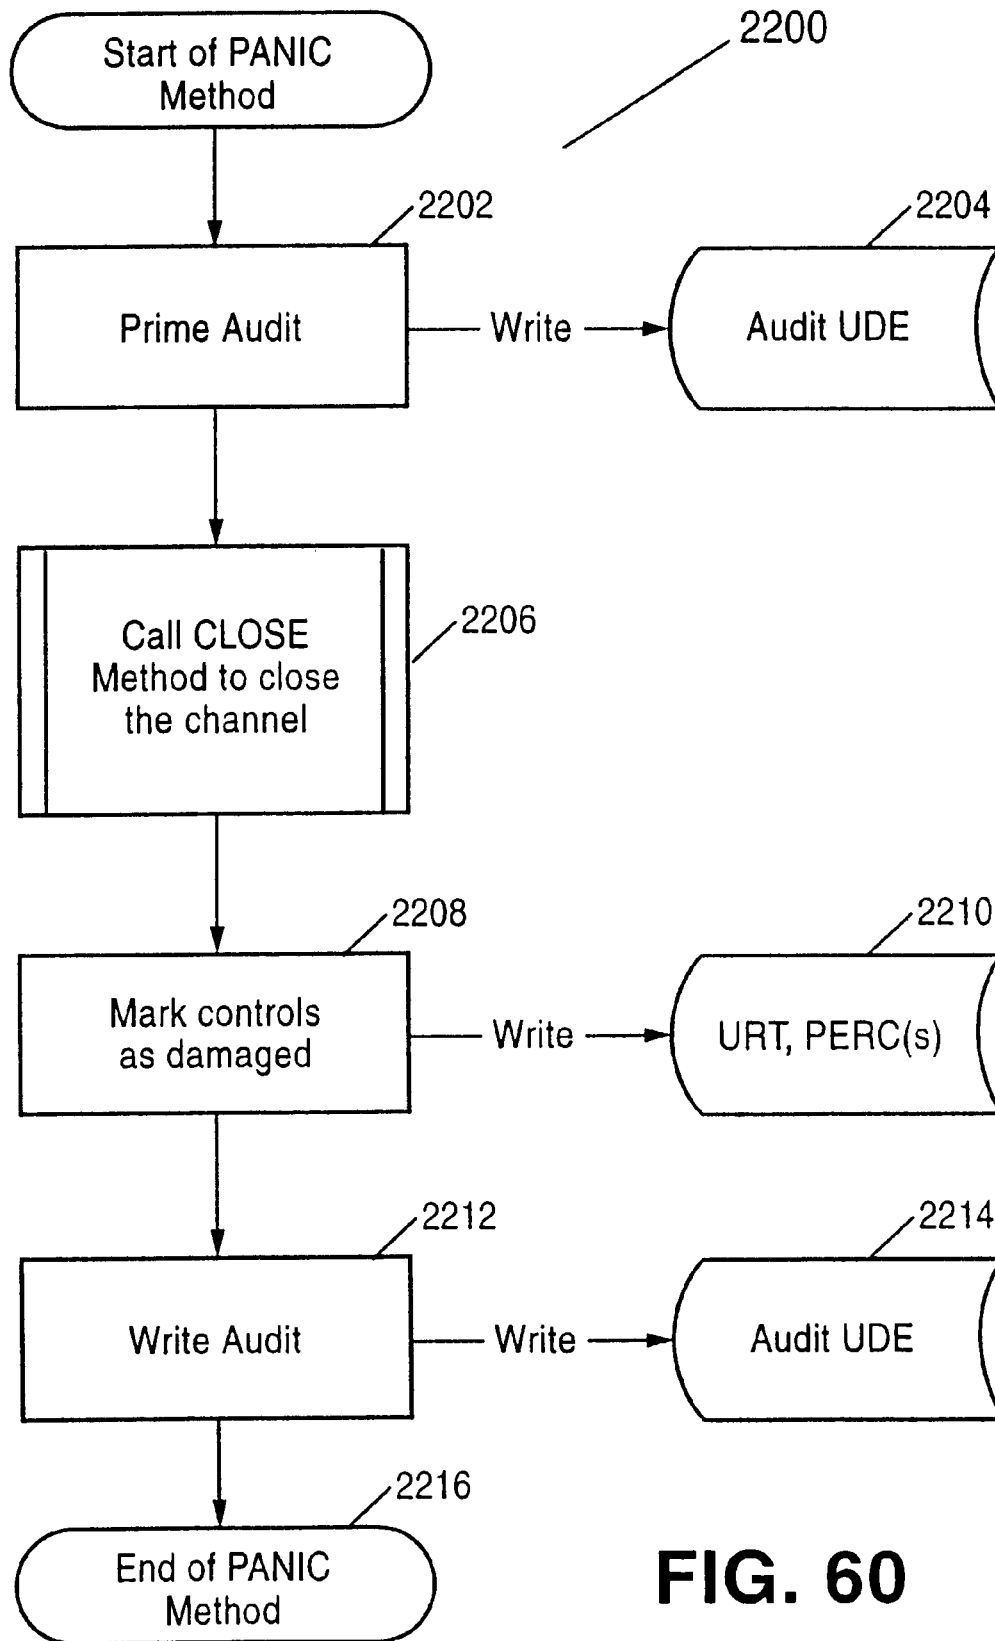 Start of PANIC
Method
2200
2202
2204
Prime Audit
Write
Audit UDE
Call CLOSE
Method to close
the channel
2206
2208
2210
Mark controls
as damaged
Write
URT, PERC(s)
2212
2214
Write Audit
Write
Audit UDE
2216
End of PANIC
Method
FIG. 60